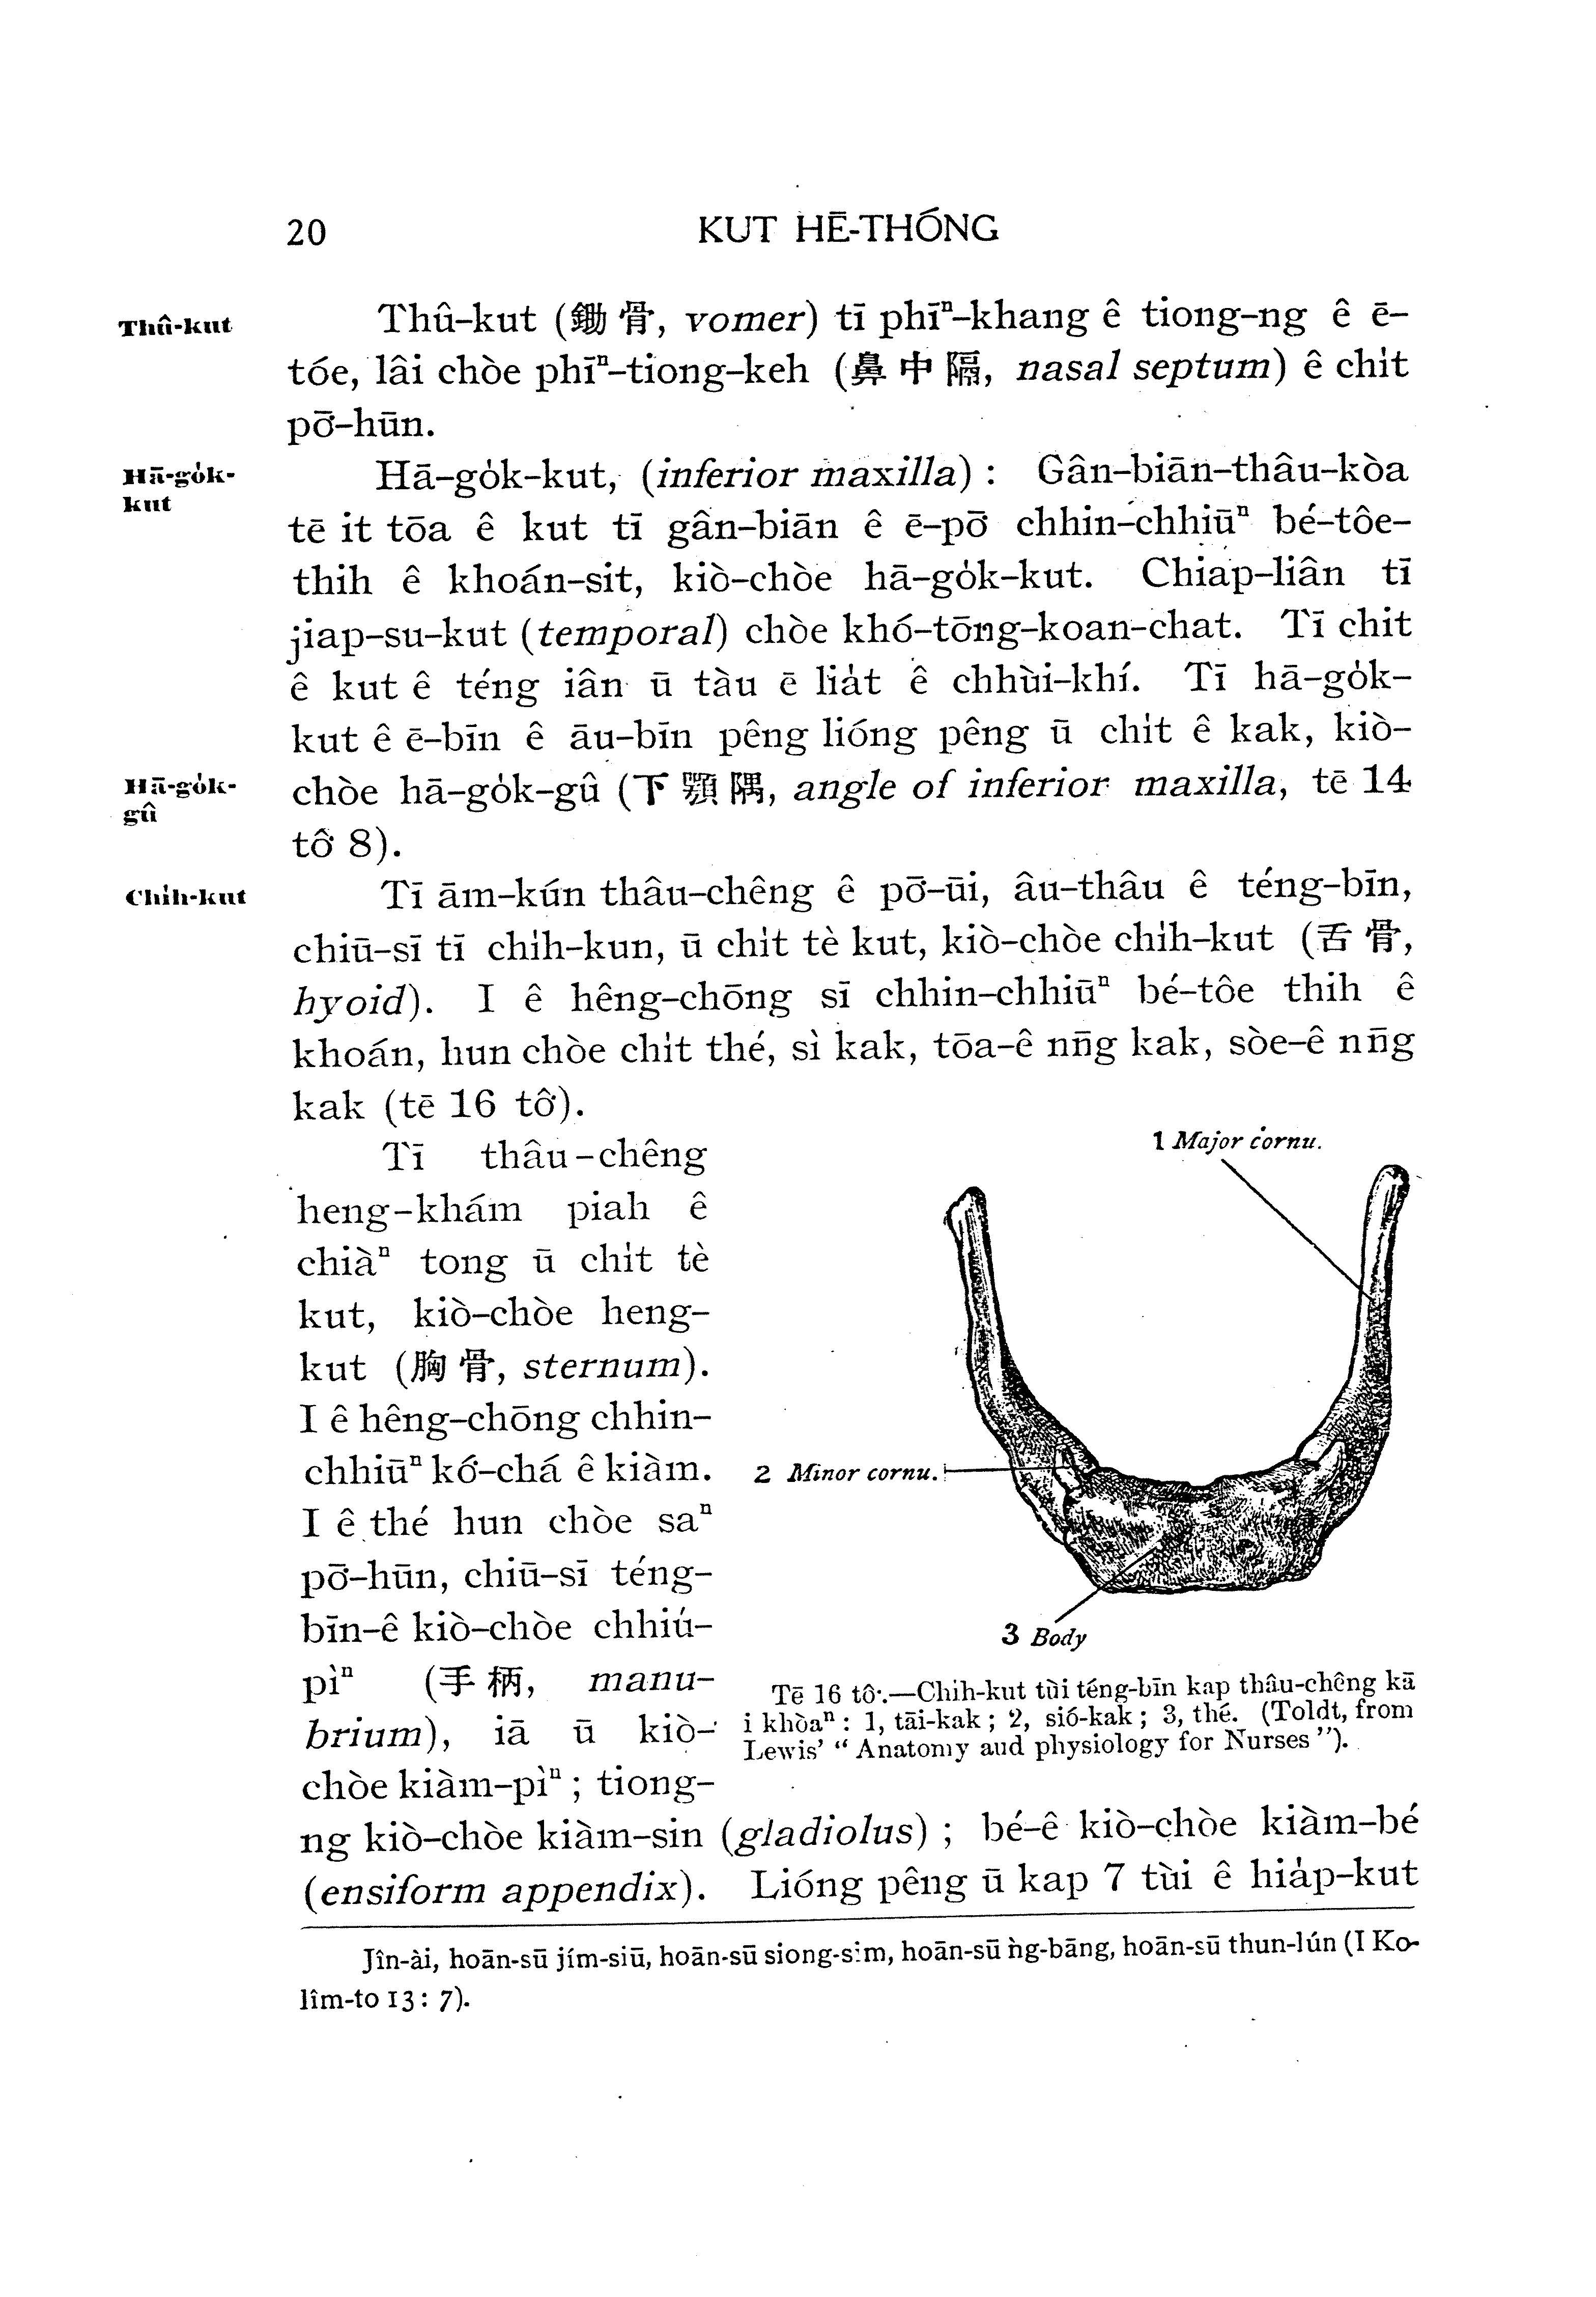 20
KUT HĒ-THÓNG
Thû-kut
Thû-kut (鋤骨, vomer) tī phīⁿ-khang ê tiong-ng ê ē-
tóe, lâi chòe phīⁿ-tiong-keh (鼻中隔, nasal septum) ê chi̍t
pō͘-hūn.
Hā-go̍k-
kut
Hā-go̍k-kut, (inferior maxilla) : Gân-biān-thâu-kòa
tē it tōa ê kut tī gân-biān ê ē-pō͘ chhin-chhiūⁿ bé-tôe-
thih ê khoán-sit, kiò-chòe hā-go̍k-kut. Chiap-liân tī
jiap-su-kut (temporal) chòe khó-tōng-koan-chat. Tī chit
ê kut ê téng iân ū tàu ē lia̍t ê chhùi-khí. Tī hā-go̍k-
kut ê ē-bīn ê āu-bīn pêng lióng pêng ū chi̍t ê kak, kiò-
Hā-go̍k-
gû
chòe hā-go̍k-gû (下顎隅, angle of inferior maxilla, tē 14
tô͘ 8).
Chi̍h-kut
Tī ām-kún thâu-chêng ê pō͘-ūi, âu-thâu ê téng-bīn,
chiū-sī tī chi̍h-kun, ū chi̍t tè kut, kiò-chòe chi̍h-kut (舌骨,
hyoid). I ê hêng-chōng sī chhin-chhiūⁿ bé-tôe thih ê
khoán, hun chòe chi̍t thé, sì kak, tōa-ê nn̄g kak, sòe-ê nn̄g
kak (tē 16 tô͘).
Tī thâu-chêng
heng-khám piah ê
chiàⁿ tong ū chi̍t tè
kut, kiò-chòe heng-
kut (胸骨, sternum).
I ê hêng-chōng chhin-
chhiūⁿ kó͘-chá ê kiàm.
I ê thé hun chòe saⁿ
pō͘-hūn, chiū-sī téng-
bīn-ê kiò-chòe chhiú-
pìⁿ (手柄, manu-
brium), iā ū kiò-
chòe kiàm-pìⁿ ; tiong-
1 Major cornu.
2 Minor cornu.
3 Body
Tē 16 tô͘.—Chi̍h-kut tùi téng-bīn kap thâu-chêng kā
i khòaⁿ : 1, tāi-kak ; 2, sió-kak ; 3, thé. (Toldt, from
Lewis’ “ Anatomy and physiology for Nurses ”).
ng kiò-chòe kiàm-sin (gladiolus) ; bé-ê kiò-chòe kiàm-bé
(ensiform appendix). Lióng pêng ū kap 7 tùi ê hia̍p-kut
Jîn-ài, hoān-sū jím-siū, hoān-sū siong-sìm, hoān-sū ǹg-bāng, hoān-sū thun-lún (I Ko-
lîm-to 13 : 7).